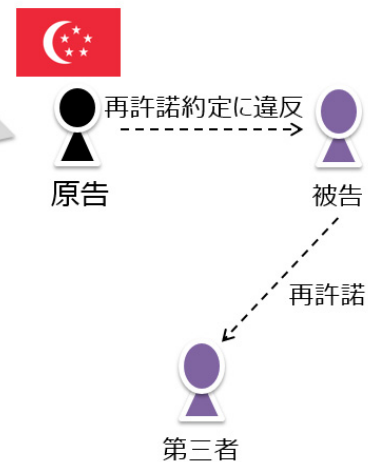 再許諾約定に違反
原告
被告
再許諾
第三者